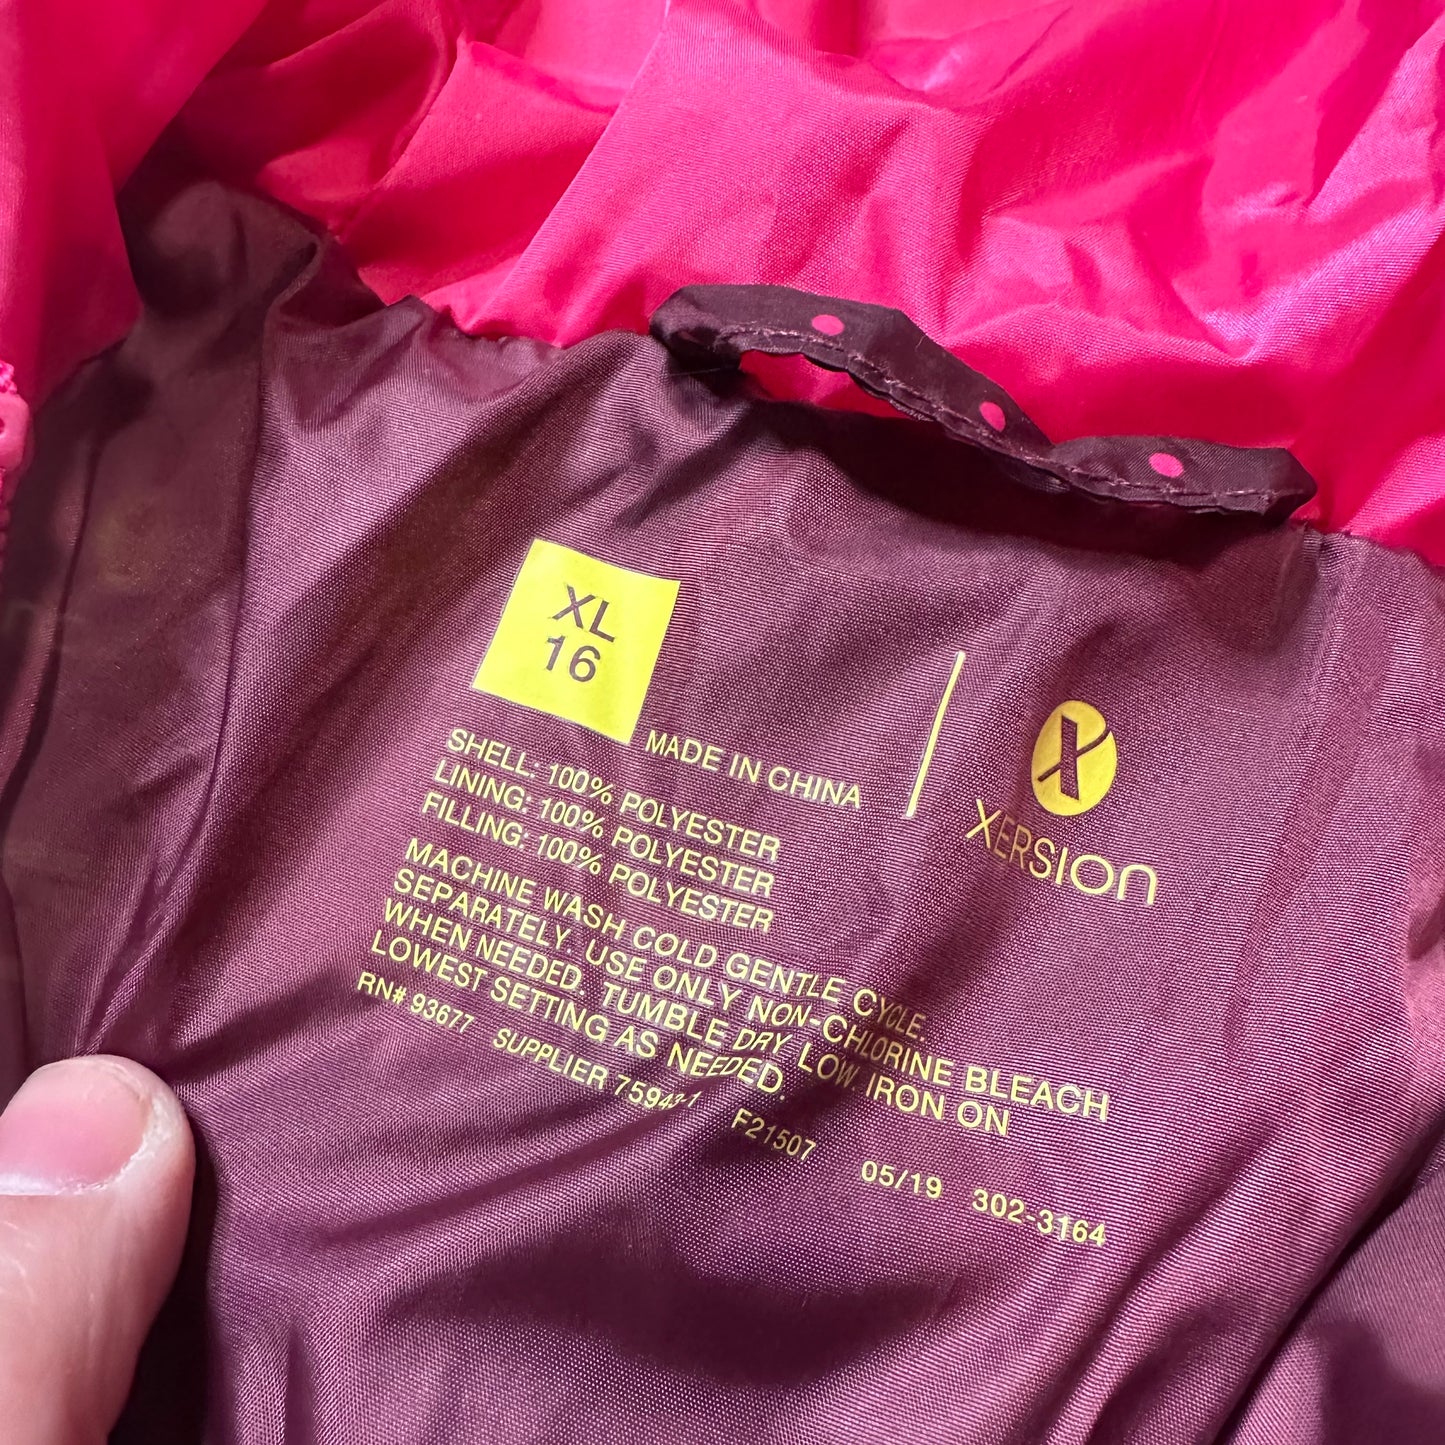 XL
16
MADE IN CHINA
SHELL: 100% POLYESTER
LINING: 100% POLYESTER
FILLING: 100% POLYESTER
MACHINE WASH COLD GENTLE CYCLE.
SEPARATELY. USE ONLY NON-CHLORINE BLEACH
WHEN NEEDED. TUMBLE DRY LOW. IRON ON
LOWEST SETTING AS NEEDED.
RN# 93677 SUPPLIER 75943-1 F21507 05/19 302-3164
X
XERSION